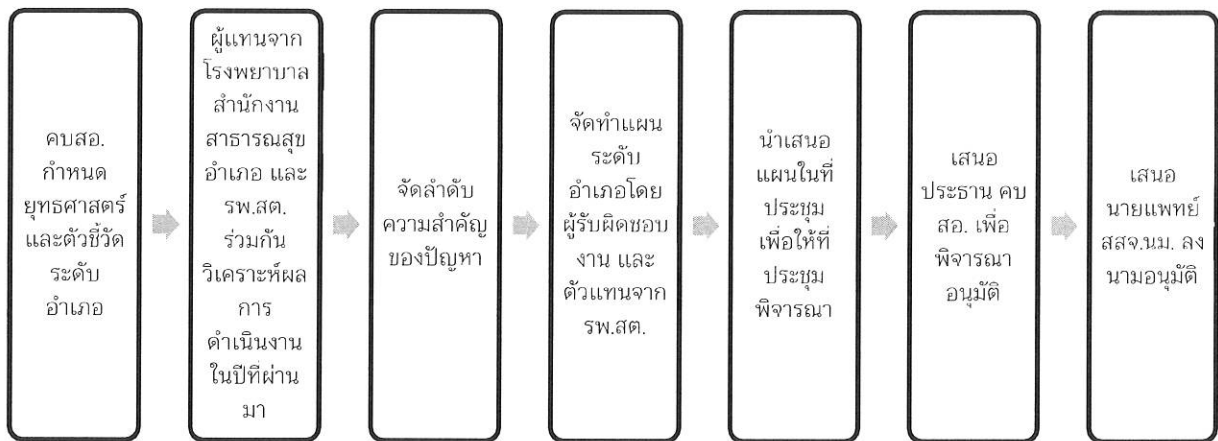 คบสอ.
กำหนด
ยุทธศาสตร์
และตัวชี้วัด
ระดับ
อำเภอ
ผู้แทนจาก
โรงพยาบาล
สำนักงาน
สาธารณสุข
อำเภอ และ
รพ.สต.
ร่วมกัน
วิเคราะห์ผล
การ
ดำเนินงาน
ในปีที่ผ่าน
มา
จัดลำดับ
ความสำคัญ
ของปัญหา
จัดทำแผน
ระดับ
อำเภอโดย
ผู้รับผิดชอบ
งาน และ
ตัวแทนจาก
รพ.สต.
นำเสนอ
แผนในที่
ประชุม
เพื่อให้ที่
ประชุม
พิจารณา
เสนอ
ประธาน คบ
สอ. เพื่อ
พิจารณา
อนุมัติ
เสนอ
นายแพทย์
สสจ.นม. ลง
นามอนุมัติ